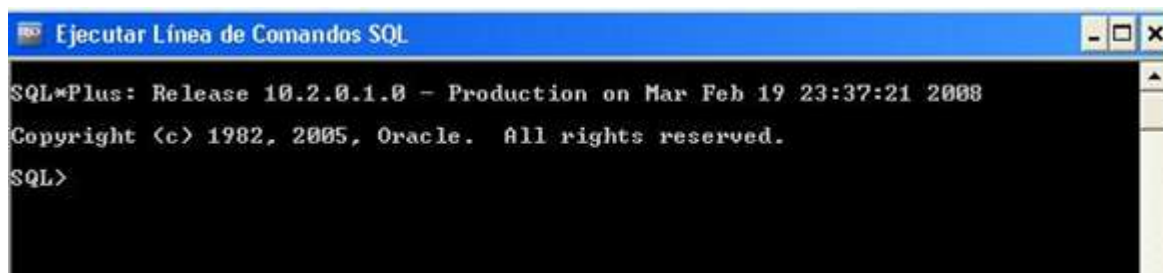 Ejecutar Línea de Comandos SQL
SQL*Plus: Release 10.2.0.1.0 - Production on Mar Feb 19 23:37:21 2008
Copyright (c) 1982, 2005, Oracle.  All rights reserved.
SQL>